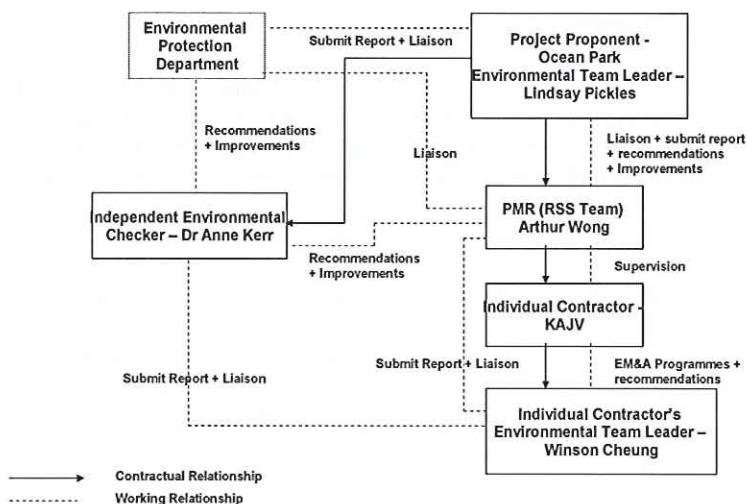 Environmental
Protection
Department
Submit Report + Liaison
Project Proponent -
Ocean Park
Environmental Team Leader –
Lindsay Pickles
Recommendations
+ Improvements
Liaison
Liaison + submit report
+ recommendations
+ Improvements
Independent Environmental
Checker – Dr Anne Kerr
PMR (RSS Team)
Arthur Wong
Recommendations
+ Improvements
Supervision
Individual Contractor -
KAJV
Submit Report + Liaison
Submit Report + Liaison
EM&A Programmes +
recommendations
Individual Contractor's
Environmental Team Leader –
Winson Cheung
Contractual Relationship
Working Relationship